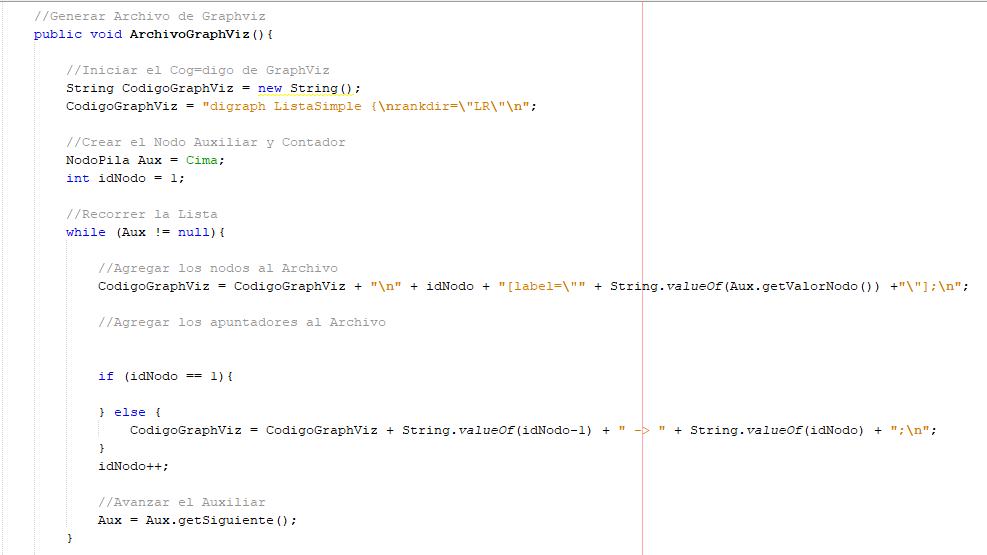 //Generar Archivo de Graphviz
public void ArchivoGraphViz(){
//Iniciar el Cog=digo de GraphViz
String CodigoGraphViz = new String();
CodigoGraphViz = "digraph ListaSimple {\nrankdir=\"LR\"\n";
//Crear el Nodo Auxiliar y Contador
NodoPila Aux = Cima;
int idNodo = 1;
//Recorrer la Lista
while (Aux != null){
//Agregar los nodos al Archivo
CodigoGraphViz = CodigoGraphViz + "\n" + idNodo + "[label=\"" + String.valueOf(Aux.getValorNodo()) +"\"];\n";
//Agregar los apuntadores al Archivo
if (idNodo == 1){
} else {
CodigoGraphViz = CodigoGraphViz + String.valueOf(idNodo-1) + " -> " + String.valueOf(idNodo) + ";\n";
}
idNodo++;
//Avanzar el Auxiliar
Aux = Aux.getSiguiente();
}